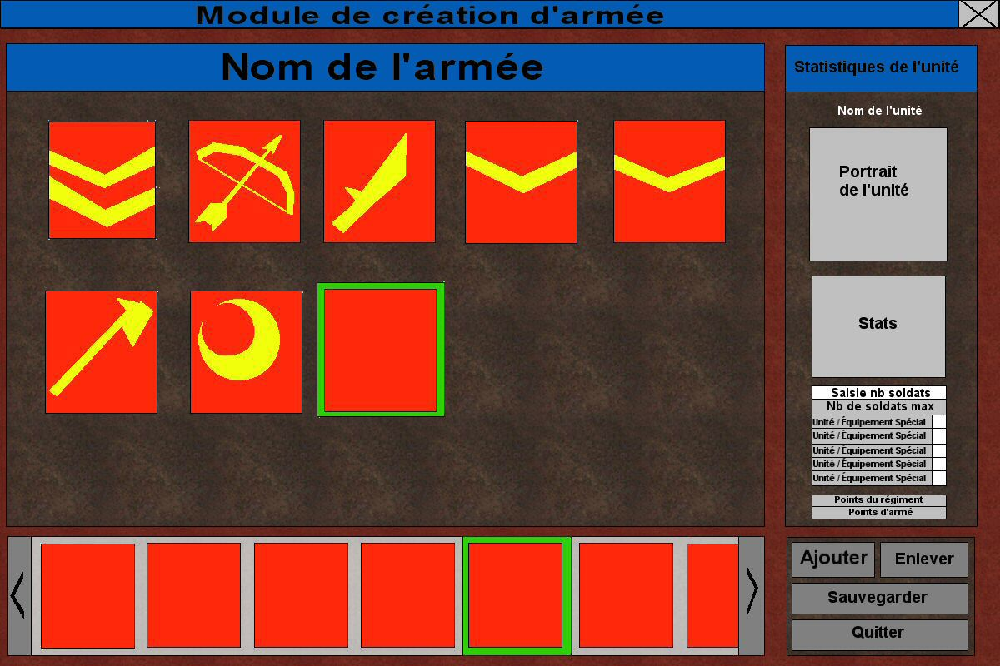 Module de création d'armée
Nom de l'armée
Statistiques de l'unité
Nom de l'unité
Portrait
de l'unité
Stats
Saisie nb soldats
Nb de soldats max
Unité / Équipement Spécial
Unité / Équipement Spécial
Unité / Équipement Spécial
Unité / Équipement Spécial
Unité / Équipement Spécial
Points du régiment
Points d'armé
Ajouter
Enlever
Sauvegarder
Quitter